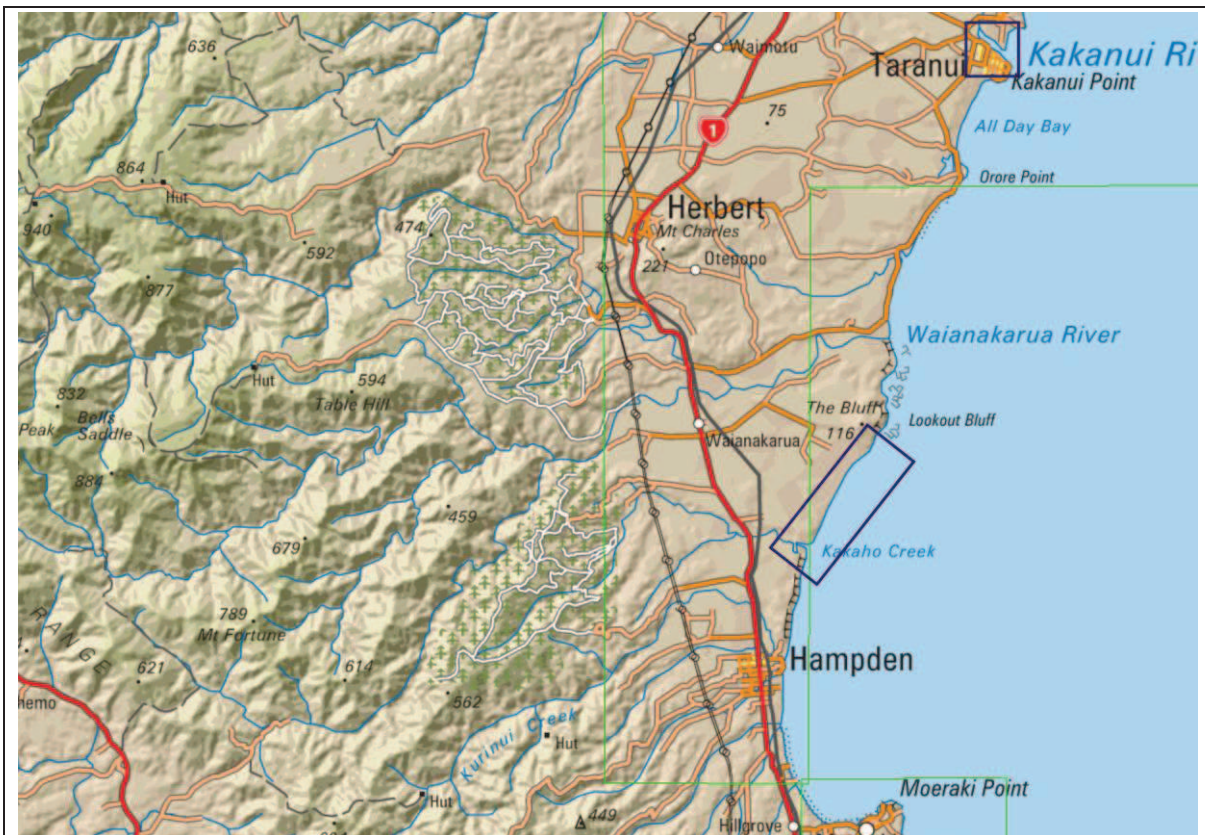 636
Waimotu
Taranui
Kakanui Ri
Kakanui Point
75
All Day Bay
1
864
Hut
Orore Point
940
474
Herbert
Mt Charles
592
221
Otepopo
877
Waianakarua River
Hut
594
Table Hill
832
Peak
Bells
Saddle
The Bluff
116
Lookout Bluff
Waianakarua
884
459
679
Kakaho Creek
RANGE
789
Mt Fortune
621
614
562
Hampden
hemo
Kurinui Creek
Hut
Hut
449
Moeraki Point
Hillgrove